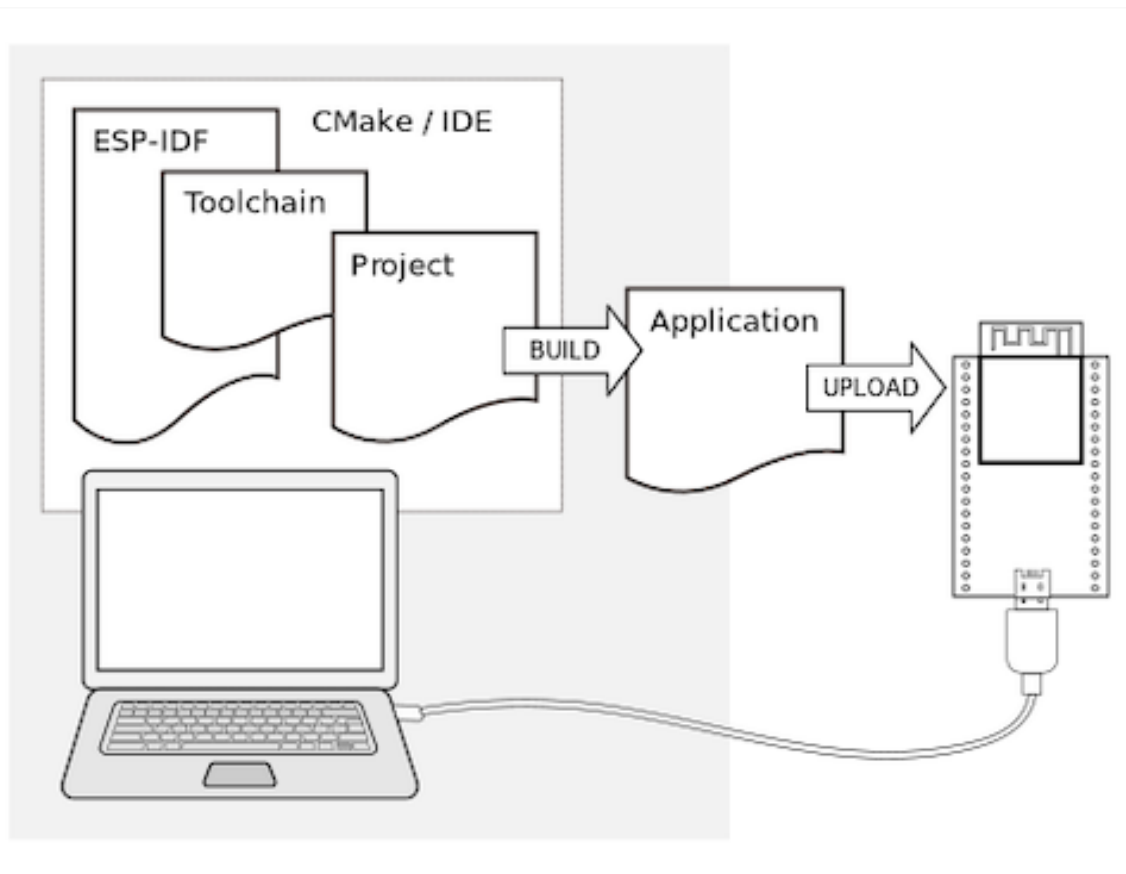 CMake / IDE
ESP-IDF
Toolchain
Project
BUILD
Application
UPLOAD